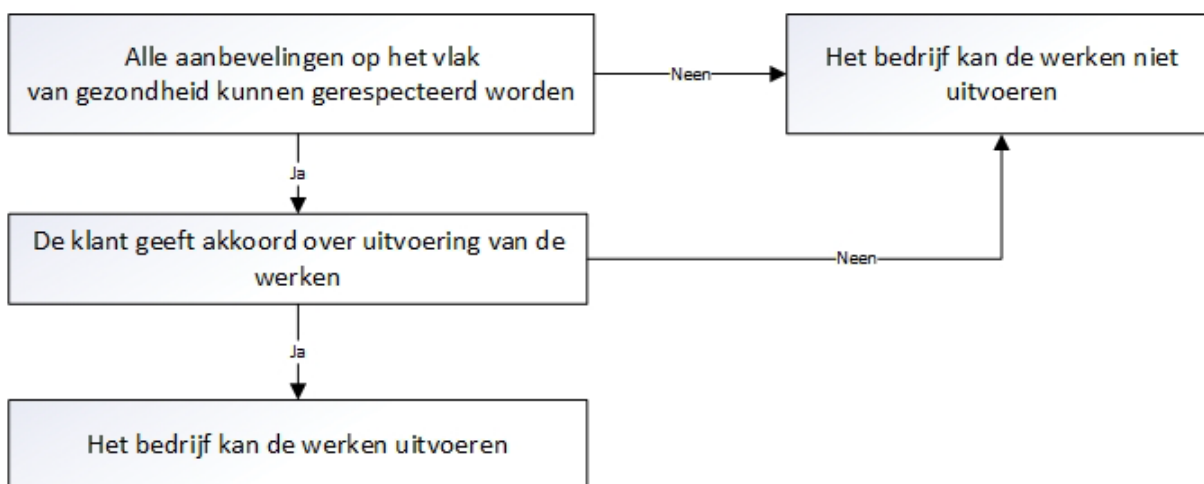 Alle aanbevelingen op het vlak
van gezondheid kunnen gerespecteerd worden
Neen
Het bedrijf kan de werken niet
uitvoeren
Ja
De klant geeft akkoord over uitvoering van de
werken
Neen
Ja
Het bedrijf kan de werken uitvoeren